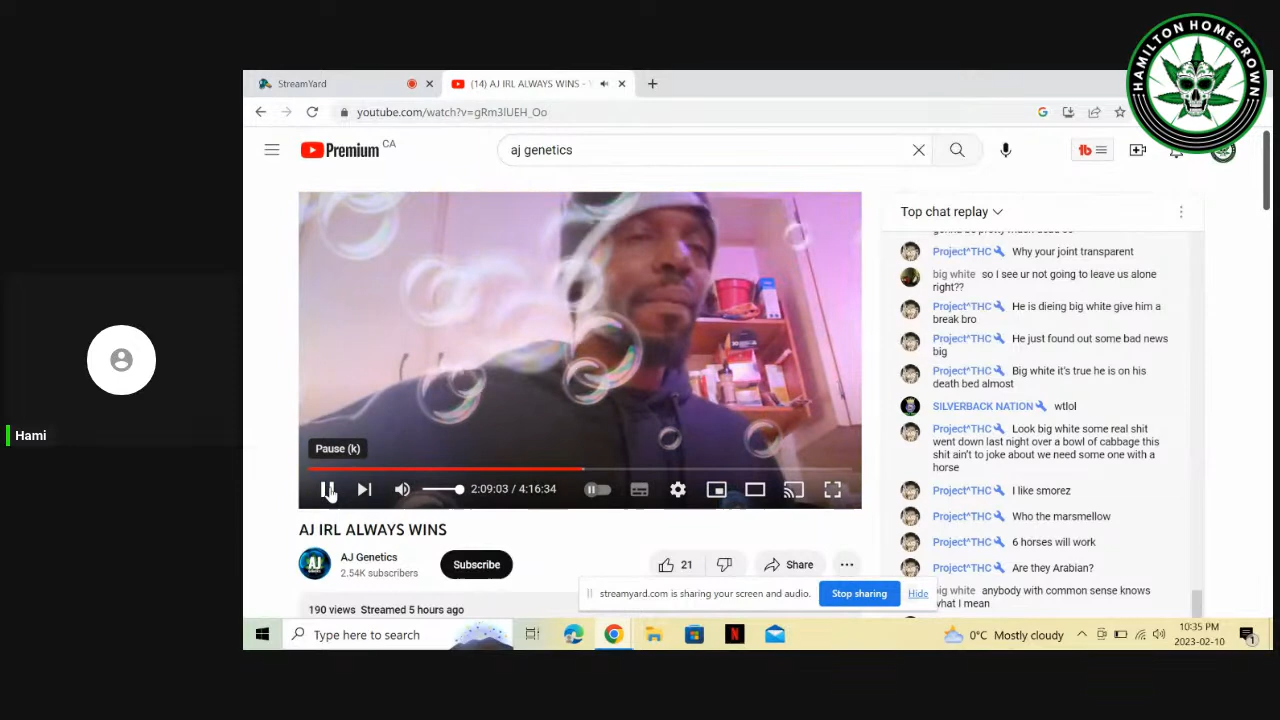 HAMILTON HOMEGROWN
StreamYard
(14) AJ IRL ALWAYS WINS -
youtube.com/watch?v=gRm3lUEH_Oo
Premium CA
aj genetics
Top chat replay
Project^THC Why your joint transparent
big white so I see ur not going to leave us alone
right??
Project^THC He is dieing big white give him a
break bro
Project^THC He just found out some bad news
big
Project^THC Big white it's true he is on his
death bed almost
SILVERBACK NATION wtlol
Project^THC Look big white some real shit
went down last night over a bowl of cabbage this
shit ain't to joke about we need some one with a
horse
Project^THC I like smorez
Project^THC Who the marsmellow
Project^THC 6 horses will work
Project^THC Are they Arabian?
big white anybody with common sense knows
what I mean
Pause (k)
2:09:03 / 4:16:34
AJ IRL ALWAYS WINS
AJ
AJ Genetics
2.54K subscribers
Subscribe
21
Share
190 views Streamed 5 hours ago
streamyard.com is sharing your screen and audio.
Stop sharing
Hide
Type here to search
N
0°C Mostly cloudy
10:35 PM
2023-02-10
1
Hami